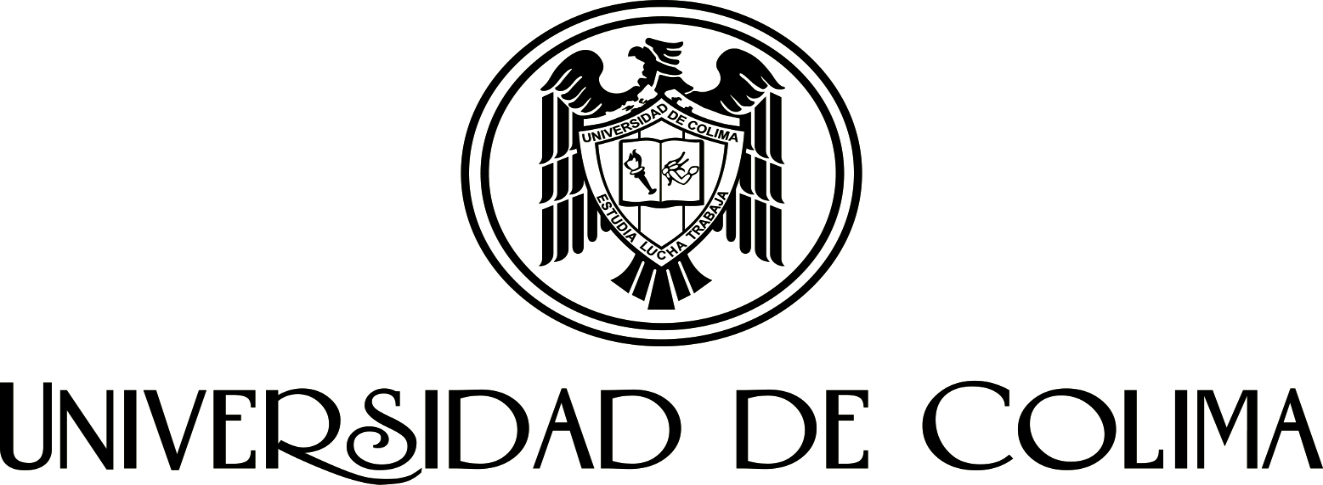 UNIVERSIDAD DE COLIMA
ESTUDIA LUCHA TRABAJA
UNIVERSIDAD DE COLIMA